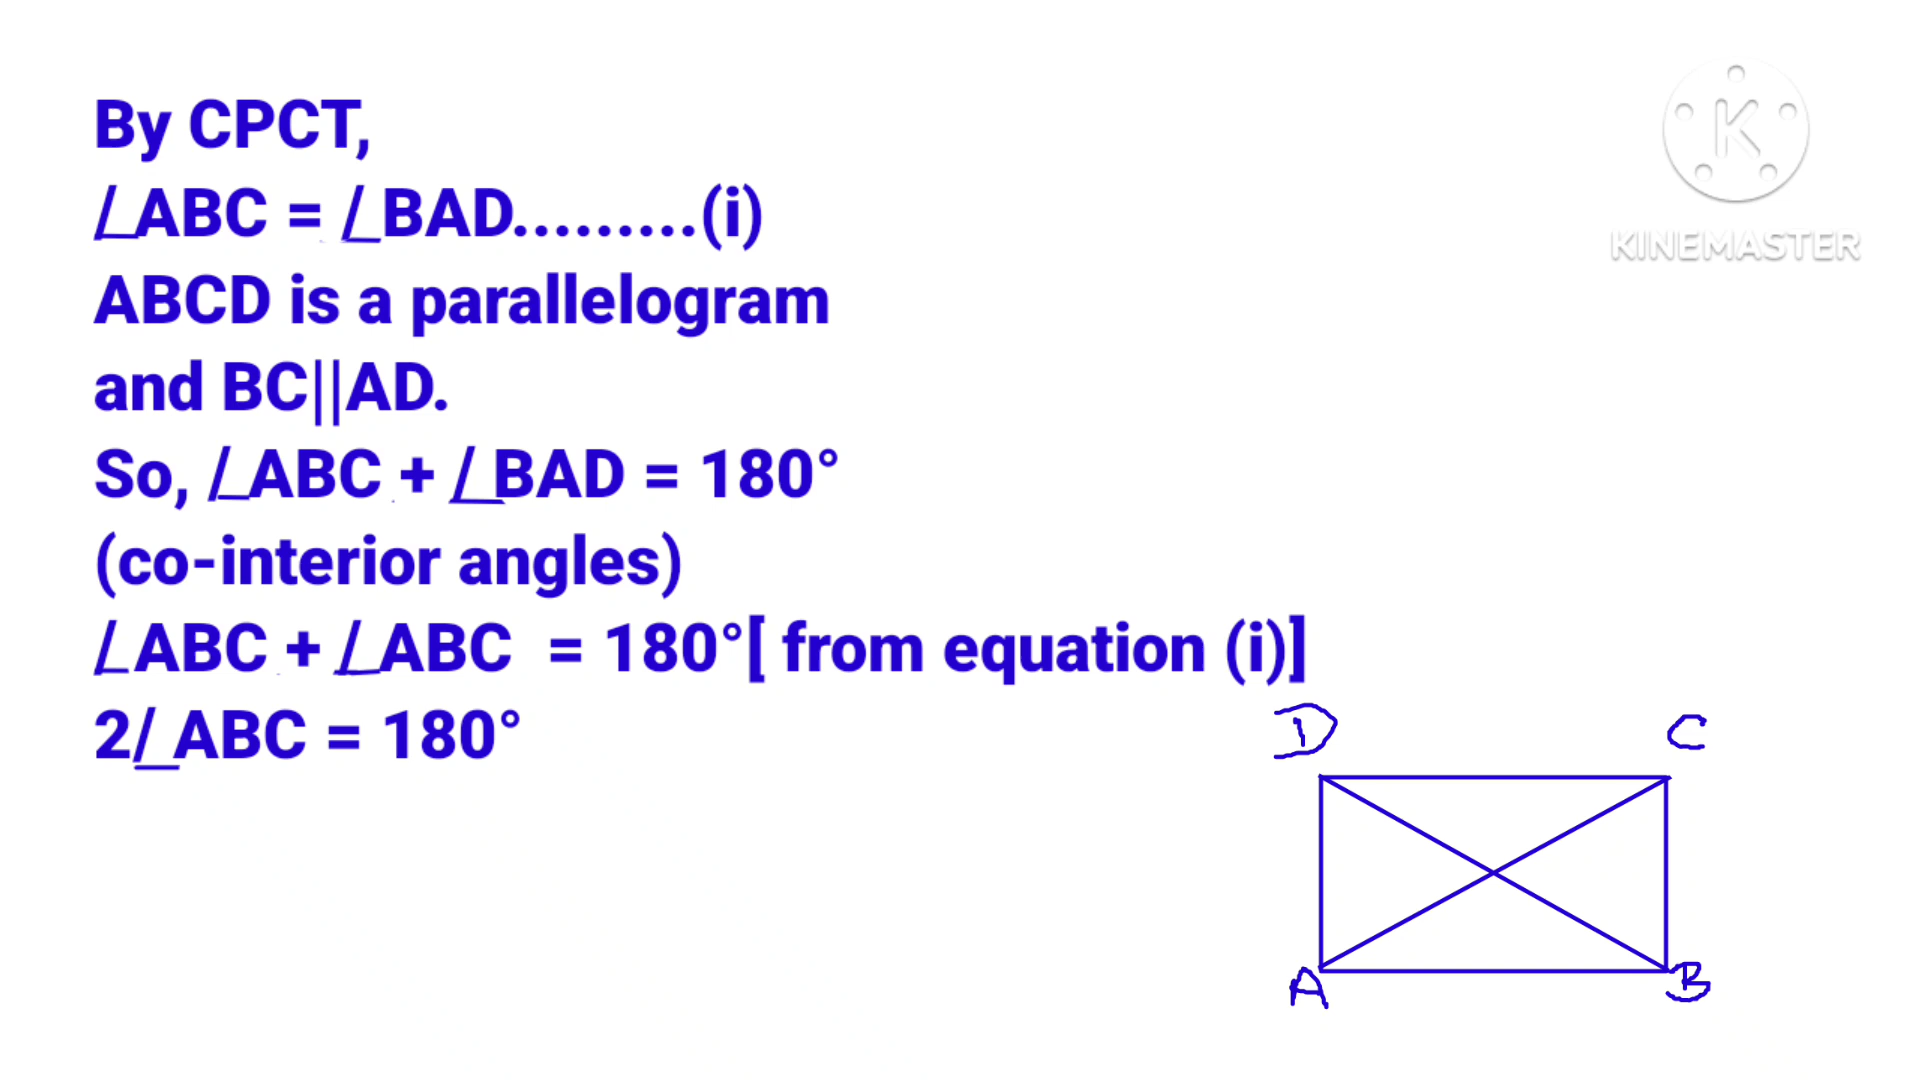 By CPCT,
∠ABC = ∠BAD.........(i)
ABCD is a parallelogram
and BC||AD.
So, ∠ABC + ∠BAD = 180°
(co-interior angles)
∠ABC + ∠ABC = 180°[ from equation (i)]
2∠ABC = 180°
K
KINEMASTER
D C
A B